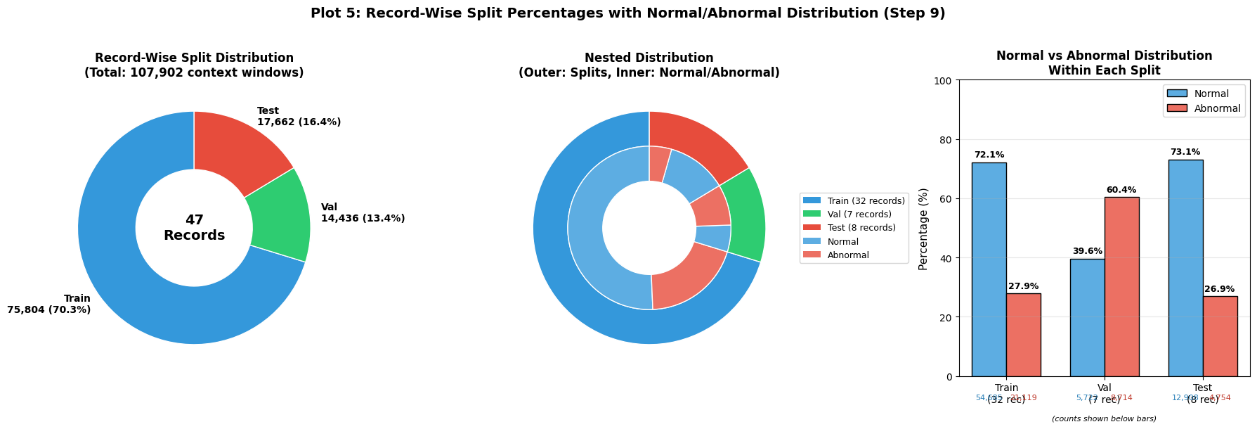 Plot 5: Record-Wise Split Percentages with Normal/Abnormal Distribution (Step 9)
Record-Wise Split Distribution
(Total: 107,902 context windows)
Test
17,662 (16.4%)
Val
14,436 (13.4%)
47
Records
Train
75,804 (70.3%)
Nested Distribution
(Outer: Splits, Inner: Normal/Abnormal)
Train (32 records)
Val (7 records)
Test (8 records)
Normal
Abnormal
Normal vs Abnormal Distribution
Within Each Split
Normal
Abnormal
Percentage (%)
100
80
60
40
20
0
72.1%
27.9%
39.6%
60.4%
73.1%
26.9%
Train
(32 rec)
Val
(7 rec)
Test
(8 rec)
(counts shown below bars)